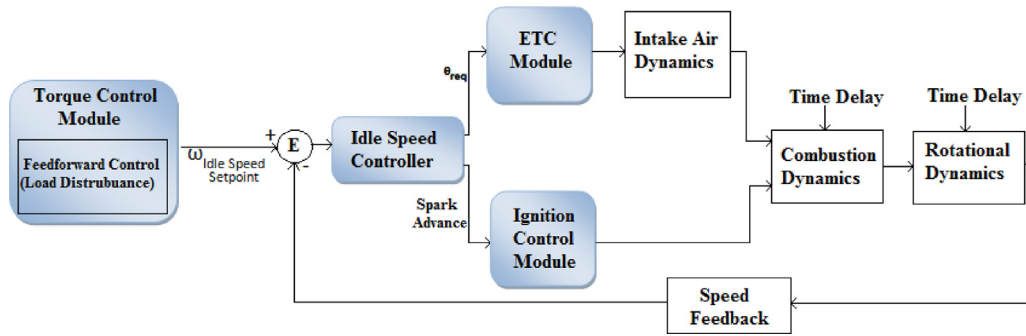 Torque Control
Module
Feedforward Control
(Load Distrubuance)
ω
Idle Speed
Setpoint
+
E
-
Idle Speed
Controller
θreq
Spark
Advance
ETC
Module
Ignition
Control
Module
Intake Air
Dynamics
Time Delay
Combustion
Dynamics
Time Delay
Rotational
Dynamics
Speed
Feedback